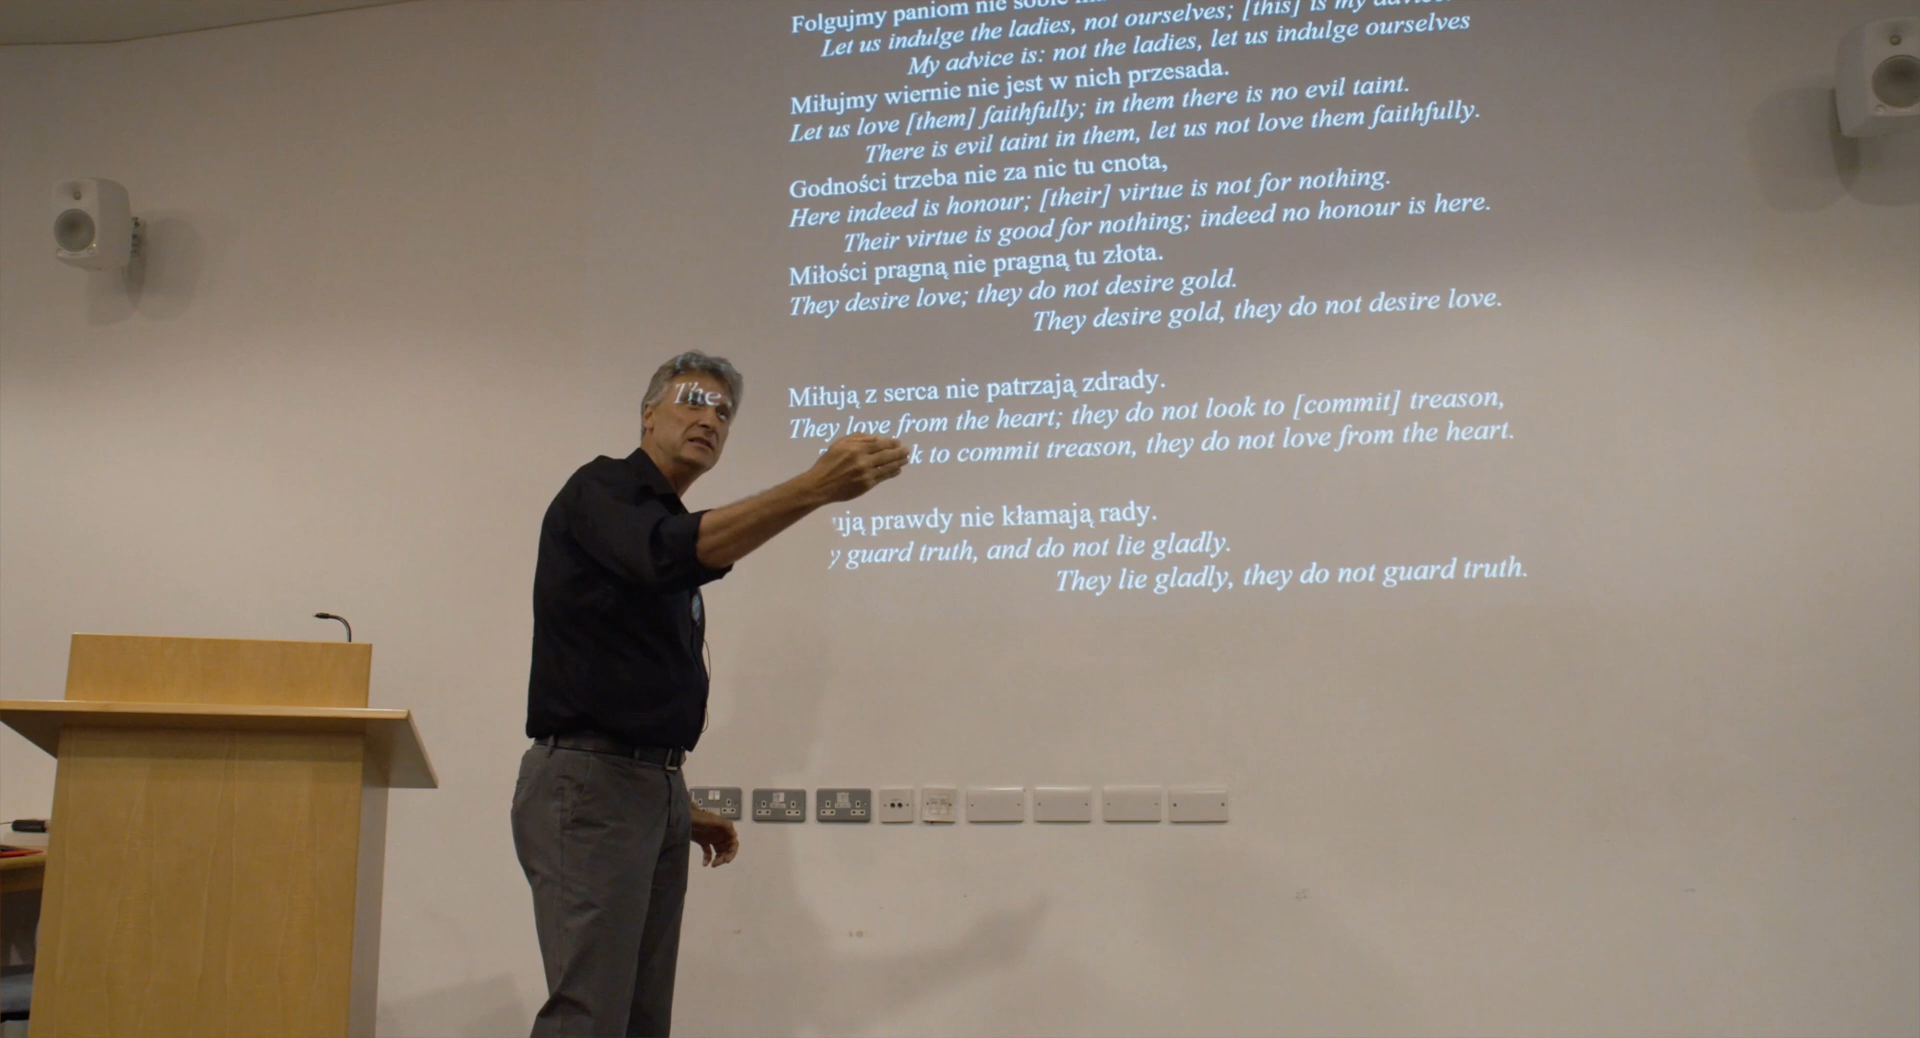 Folgujmy paniom nie sobie
Let us indulge the ladies, not ourselves; [this] is my
My advice is: not the ladies, let us indulge ourselves
Miłujmy wiernie nie jest w nich przesada.
Let us love [them] faithfully; in them there is no evil taint.
There is evil taint in them, let us not love them faithfully.
Godności trzeba nie za nic tu cnota,
Here indeed is honour; [their] virtue is not for nothing.
Their virtue is good for nothing; indeed no honour is here.
Miłości pragną nie pragną tu złota.
They desire love; they do not desire gold.
They desire gold, they do not desire love.
Miłują z serca nie patrzają zdrady.
They love from the heart; they do not look to [commit] treason,
The k to commit treason, they do not love from the heart.
ują prawdy nie kłamają rady.
y guard truth, and do not lie gladly.
They lie gladly, they do not guard truth.